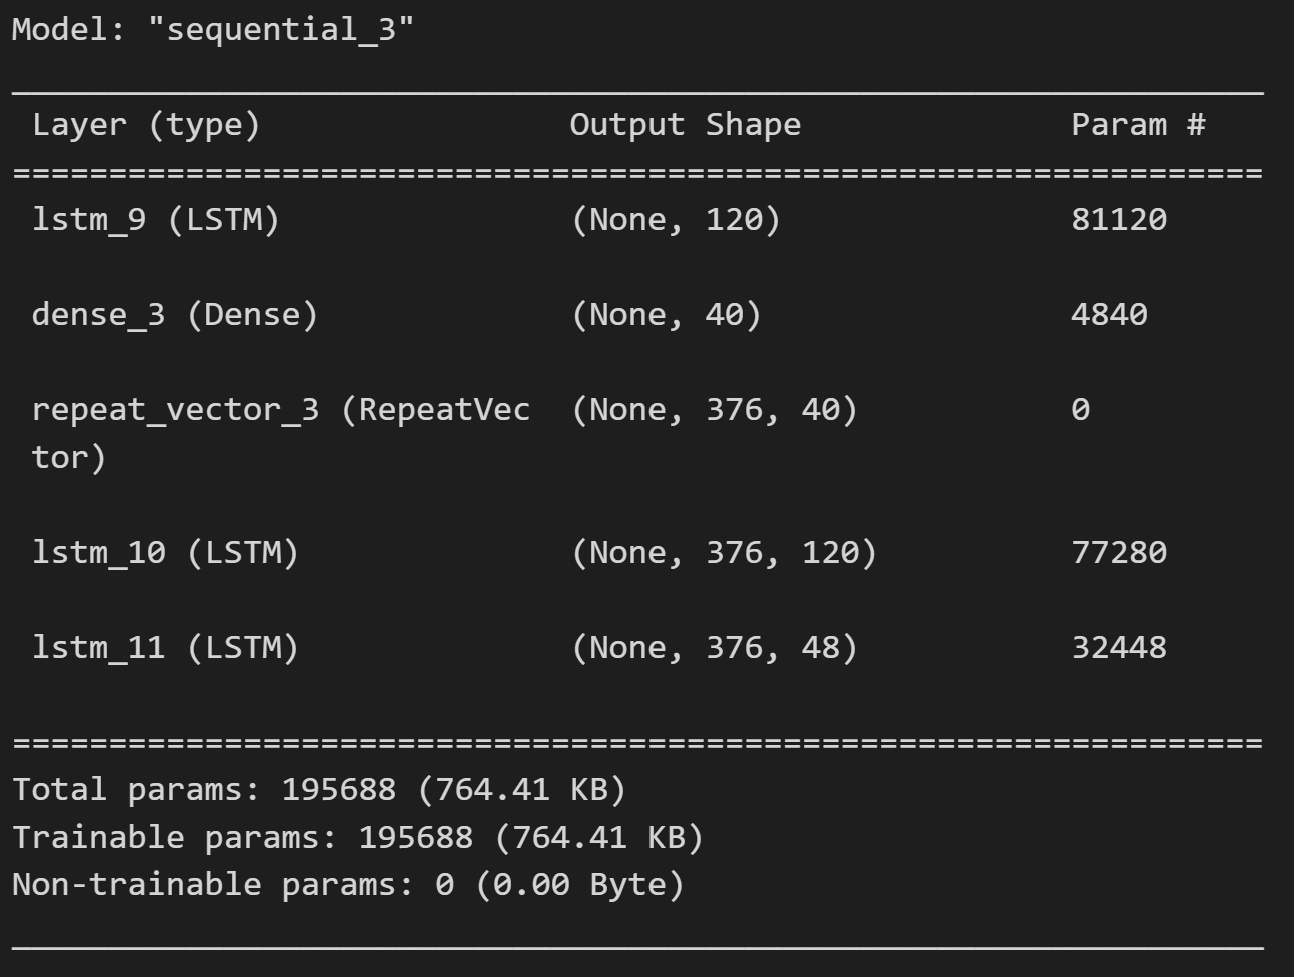 Model: "sequential_3"
_________________________________________________________________
Layer (type)                Output Shape              Param #
=================================================================
lstm_9 (LSTM)               (None, 120)               81120
dense_3 (Dense)             (None, 40)                4840
repeat_vector_3 (RepeatVec  (None, 376, 40)           0
tor)
lstm_10 (LSTM)              (None, 376, 120)          77280
lstm_11 (LSTM)              (None, 376, 48)           32448
=================================================================
Total params: 195688 (764.41 KB)
Trainable params: 195688 (764.41 KB)
Non-trainable params: 0 (0.00 Byte)
_________________________________________________________________